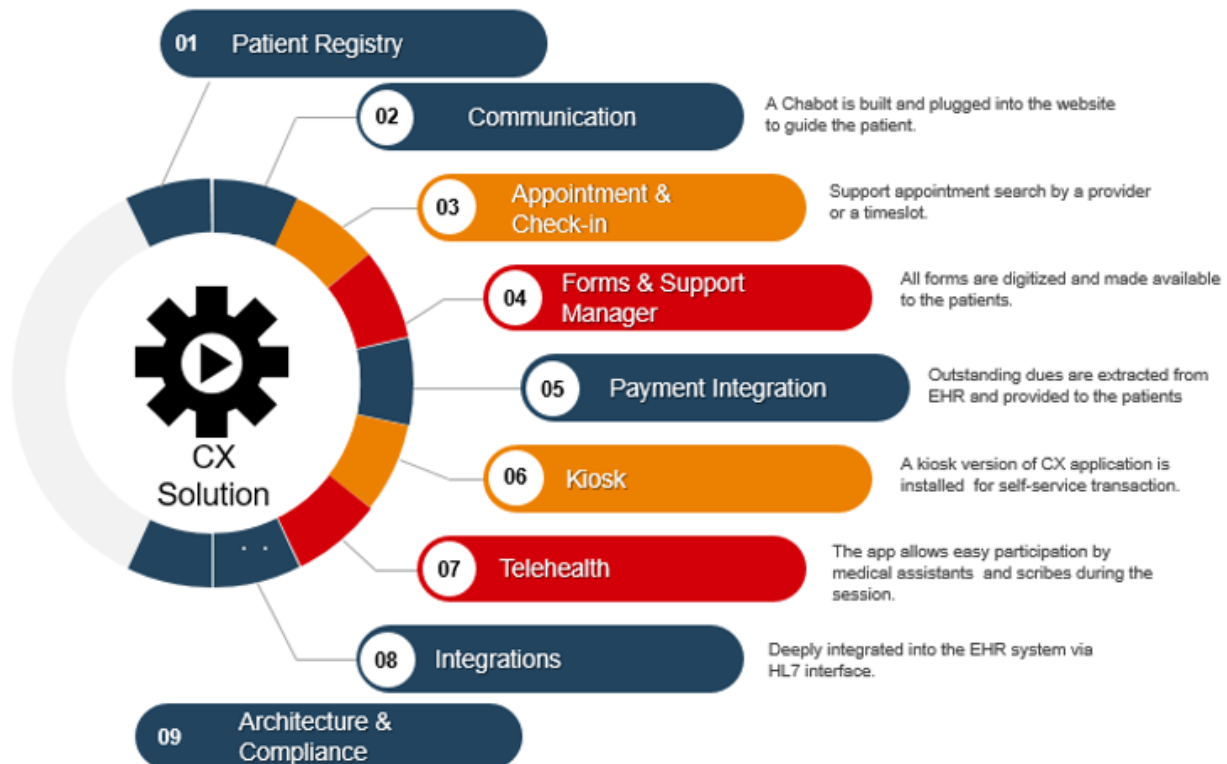 01 Patient Registry
02 Communication
A Chabot is built and plugged into the website
to guide the patient.
03 Appointment &
Check-in
Support appointment search by a provider
or a timeslot.
04 Forms & Support
Manager
All forms are digitized and made available
to the patients.
05 Payment Integration
Outstanding dues are extracted from
EHR and provided to the patients
06 Kiosk
A kiosk version of CX application is
installed for self-service transaction.
07 Telehealth
The app allows easy participation by
medical assistants and scribes during the
session.
08 Integrations
Deeply integrated into the EHR system via
HL7 interface.
09 Architecture &
Compliance
CX
Solution